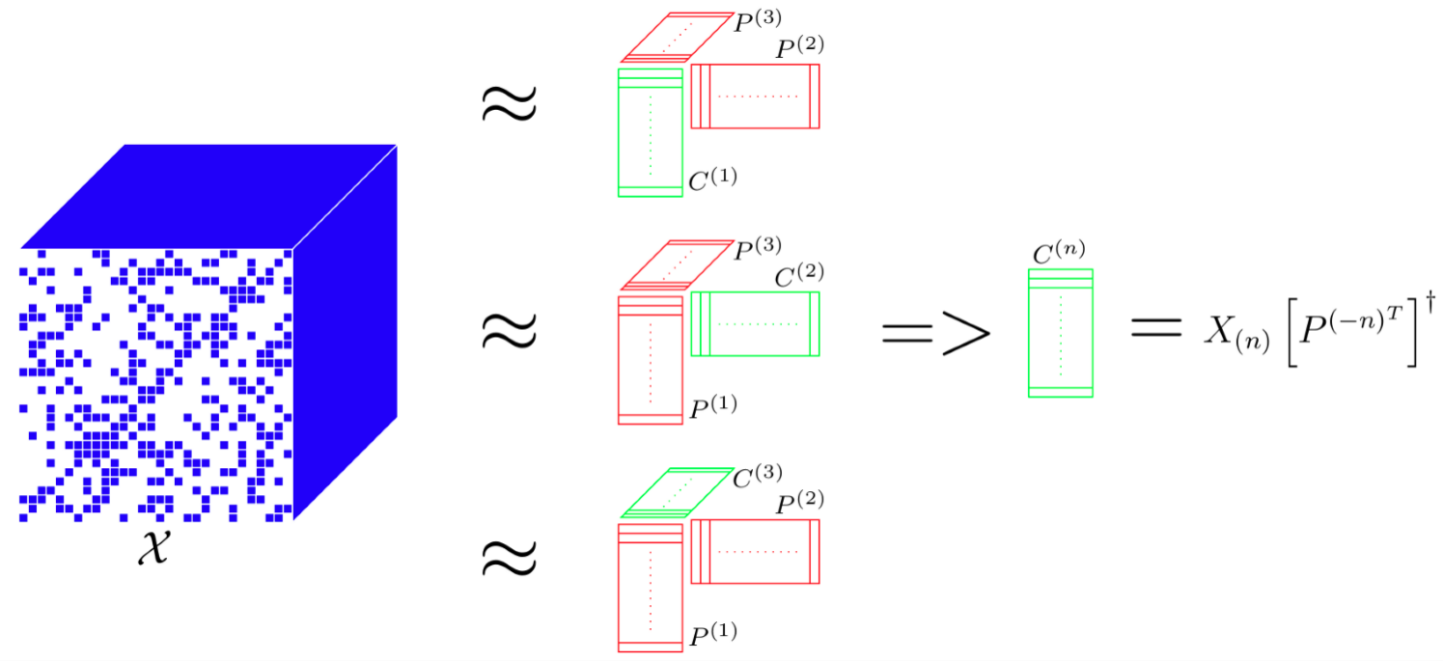 𝒳
≈
P^{(3)}
P^{(2)}
C^{(1)}
≈
P^{(3)}
C^{(2)}
P^{(1)}
≈
C^{(3)}
P^{(2)}
P^{(1)}
=>
C^{(n)}
= X_{(n)} [P^{(-n)^T}]^†